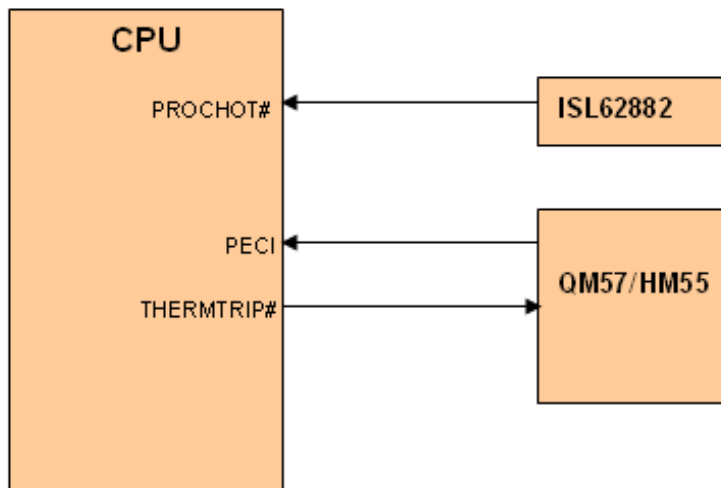 CPU
PROCHOT#
ISL62882
PECI
QM57/HM55
THERMTRIP#